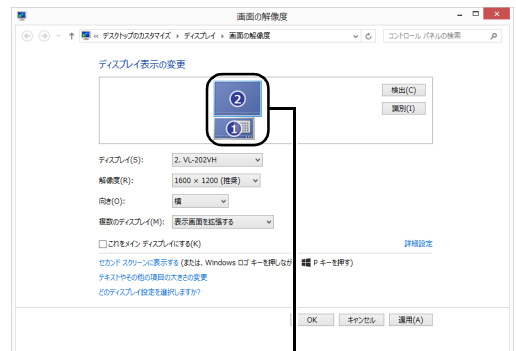 画面の解像度
« デスクトップのカスタマイズ ▸ ディスプレイ ▸ 画面の解像度
コントロール パネルの検索
ディスプレイ表示の変更
2
1
検出(C)
識別(I)
ディスプレイ(S): 2. VL-202VH
解像度(R): 1600 × 1200 (推奨)
向き(O): 横
複数のディスプレイ(M): 表示画面を拡張する
これをメイン ディスプレイにする(K) 詳細設定
セカンド スクリーンに表示する (または、Windows ロゴ キーを押しなが P キーを押す)
テキストやその他の項目の大きさの変更
どのディスプレイ設定を選択しますか?
OK キャンセル 適用(A)